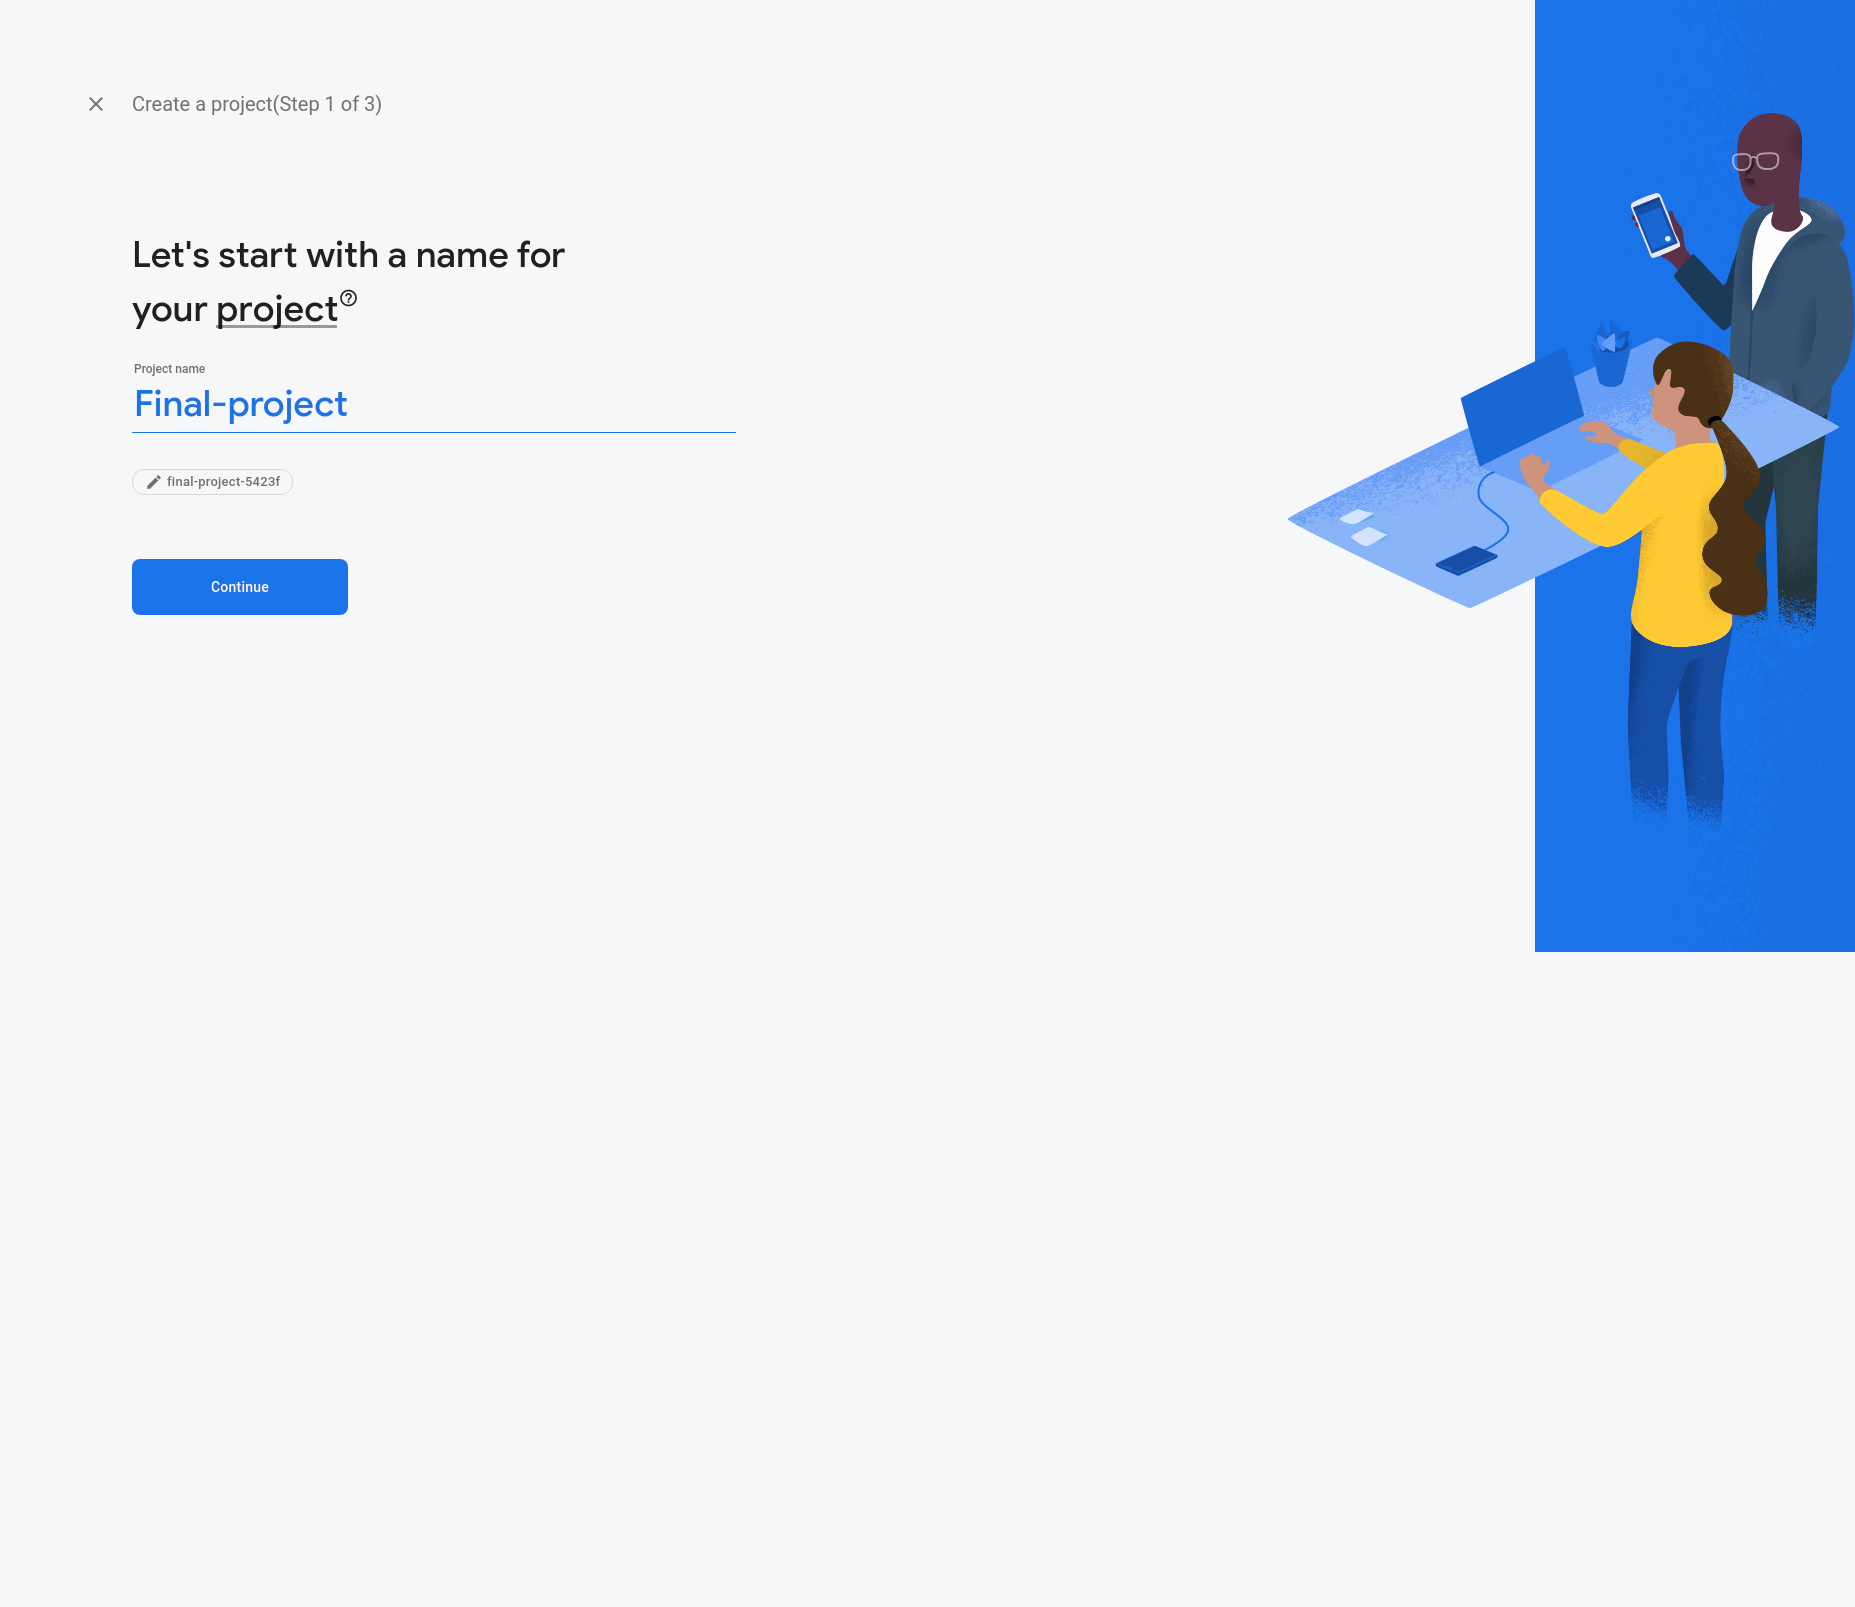 Create a project(Step 1 of 3)
Let's start with a name for
your project
Project name
Final-project
final-project-5423f
Continue